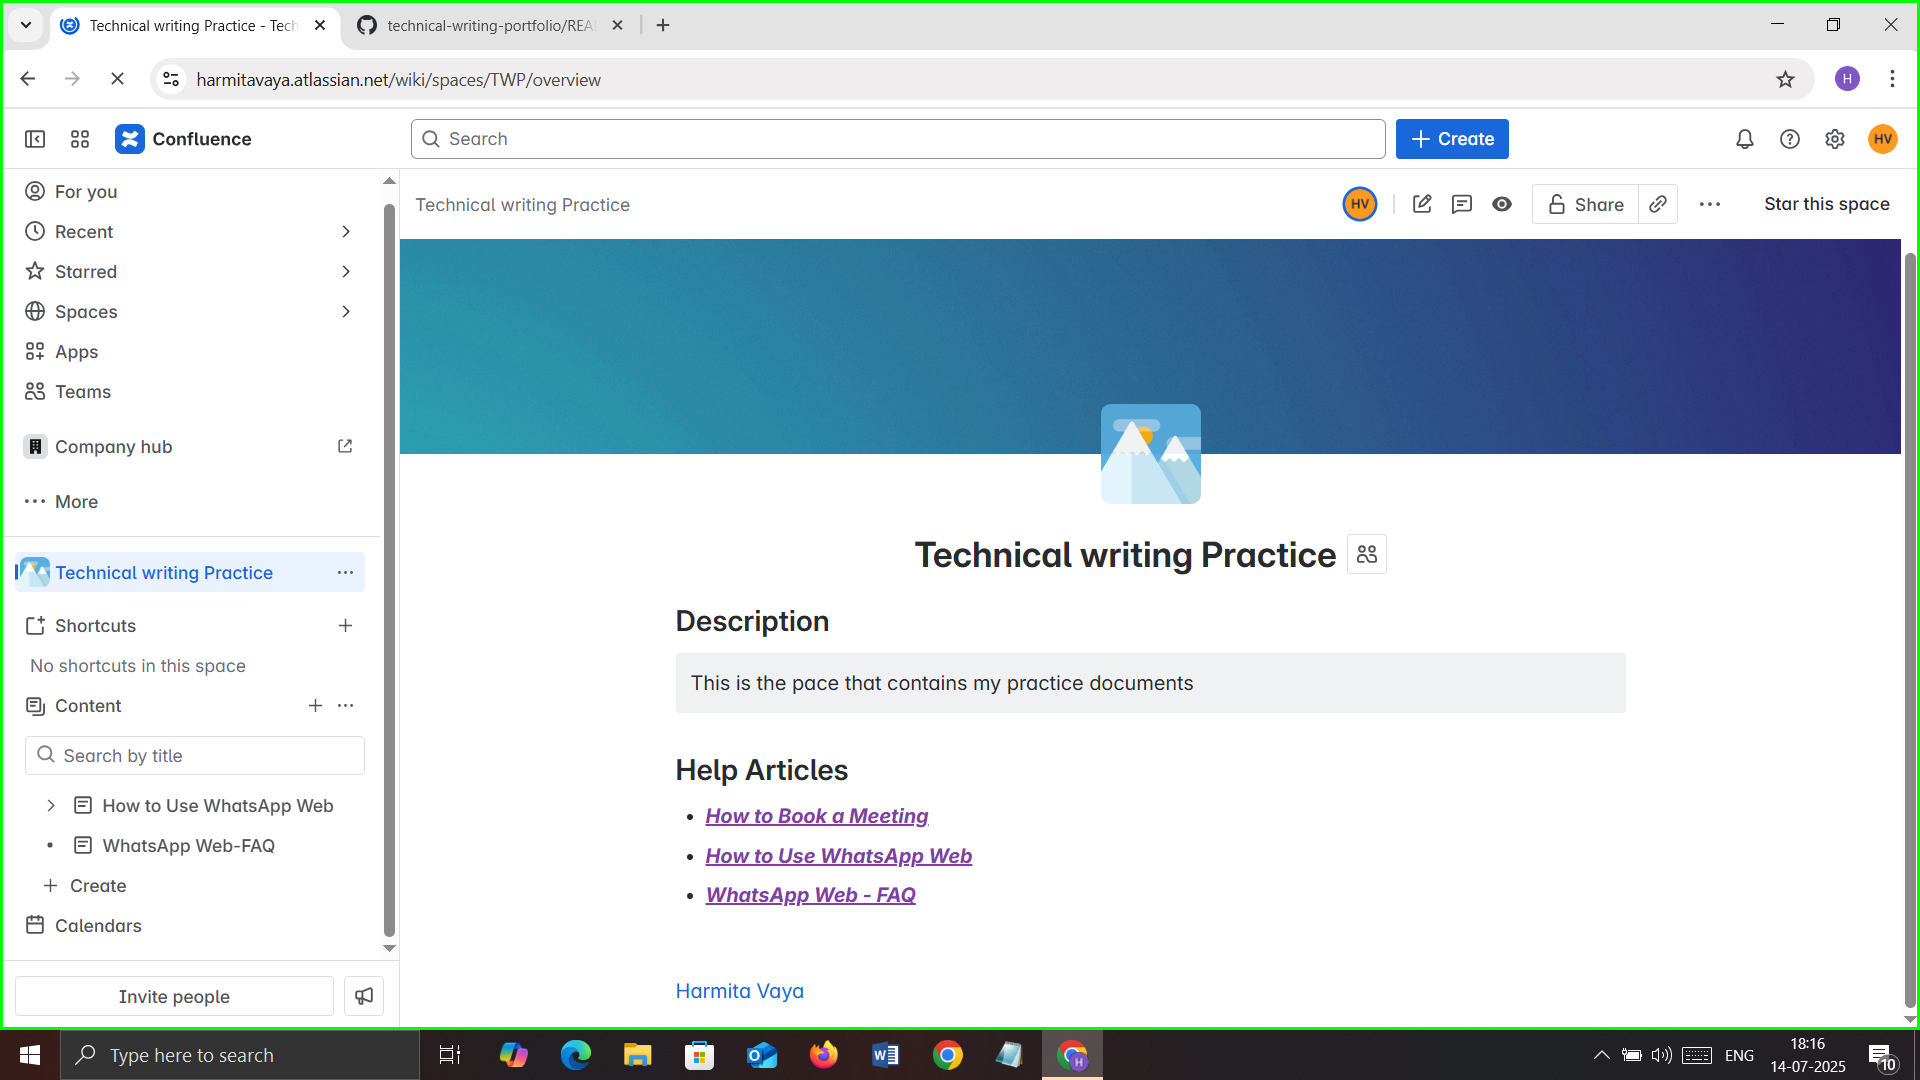 Technical writing Practice - Tech
technical-writing-portfolio/REA
harmitavaya.atlassian.net/wiki/spaces/TWP/overview
H
Confluence
Search
Create
HV
For you
Recent
Starred
Spaces
Apps
Teams
Company hub
More
Technical writing Practice
Shortcuts
No shortcuts in this space
Content
Search by title
How to Use WhatsApp Web
WhatsApp Web-FAQ
Create
Calendars
Invite people
Technical writing Practice
HV
Share
Star this space
Technical writing Practice
Description
This is the pace that contains my practice documents
Help Articles
How to Book a Meeting
How to Use WhatsApp Web
WhatsApp Web - FAQ
Harmita Vaya
Type here to search
H
ENG
18:16
14-07-2025
10